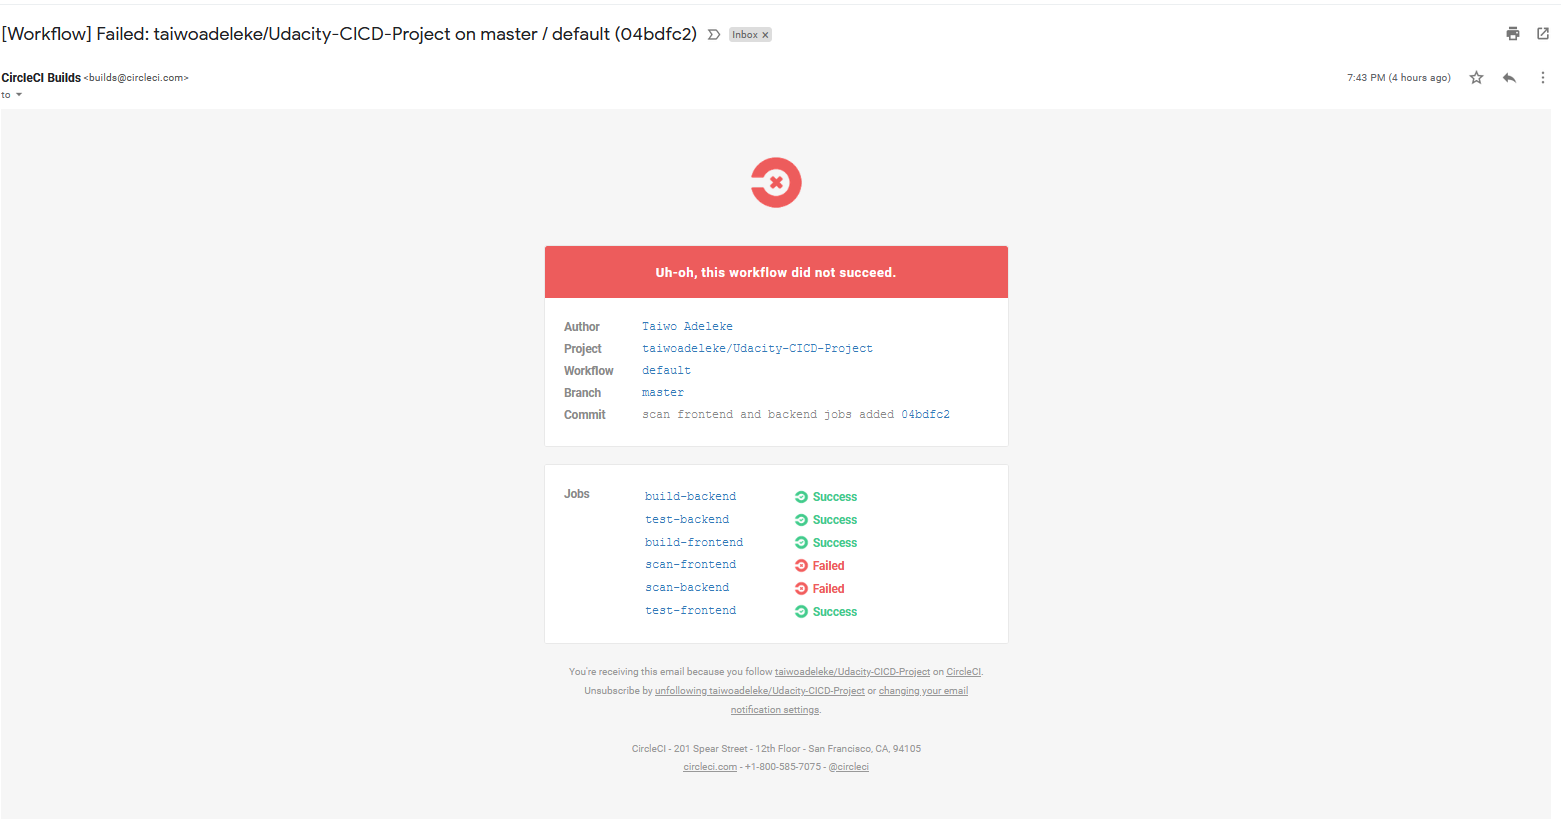 [Workflow] Failed: taiwoadeleke/Udacity-CICD-Project on master / default (04bdfc2) Inbox ×
CircleCI Builds <builds@circleci.com> 7:43 PM (4 hours ago)
to
Uh-oh, this workflow did not succeed.
Author Taiwo Adeleke
Project taiwoadeleke/Udacity-CICD-Project
Workflow default
Branch master
Commit scan frontend and backend jobs added 04bdfc2
Jobs build-backend Success
test-backend Success
build-frontend Success
scan-frontend Failed
scan-backend Failed
test-frontend Success
You're receiving this email because you follow taiwoadeleke/Udacity-CICD-Project on CircleCI.
Unsubscribe by unfollowing taiwoadeleke/Udacity-CICD-Project or changing your email
notification settings.
CircleCI - 201 Spear Street - 12th Floor - San Francisco, CA, 94105
circleci.com - +1-800-585-7075 - @circleci